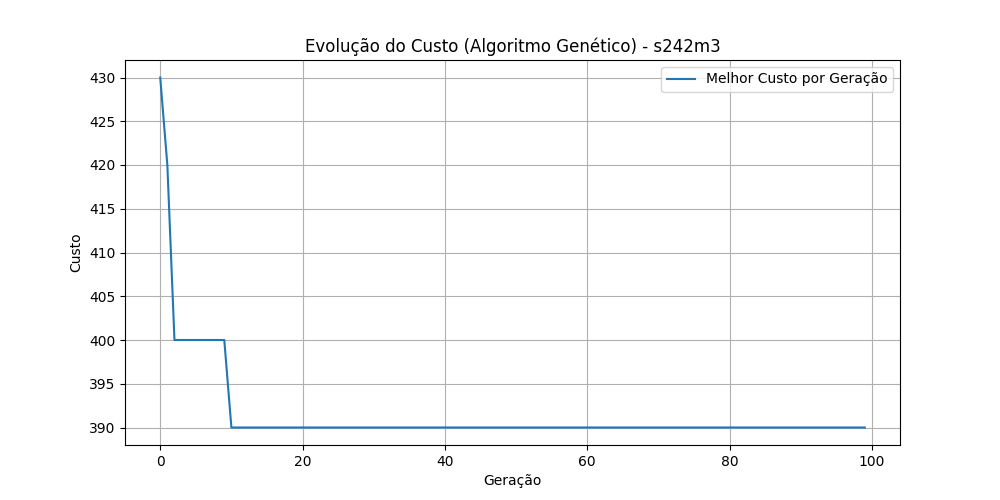 Evolução do Custo (Algoritmo Genético) - s242m3
Melhor Custo por Geração
430
425
420
415
410
405
400
395
390
Custo
0 20 40 60 80 100
Geração